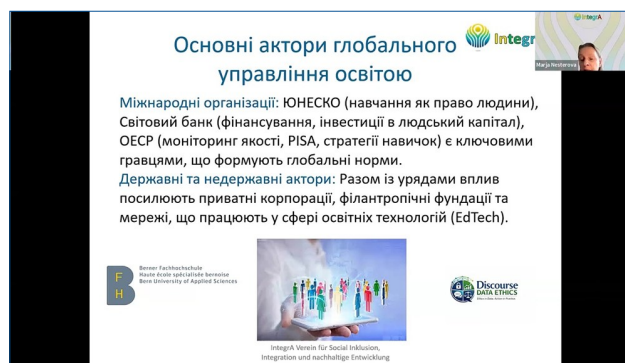 Основні актори глобального
управління освітою
Integr
IntegrA
Marja Nesterova
Міжнародні організації: ЮНЕСКО (навчання як право людини),
Світовий банк (фінансування, інвестиції в людський капітал),
ОЕСР (моніторинг якості, PISA, стратегії навичок) є ключовими
гравцями, що формують глобальні норми.
Державні та недержавні актори: Разом із урядами вплив
посилюють приватні корпорації, філантропічні фундації та
мережі, що працюють у сфері освітніх технологій (EdTech).
B
F
H
Berner Fachhochschule
Haute école spécialisée bernoise
Bern University of Applied Sciences
Discourse
DATA ETHICS
IntegrA Verein für Social Inklusion,
Integration und nachhaltige Entwicklung